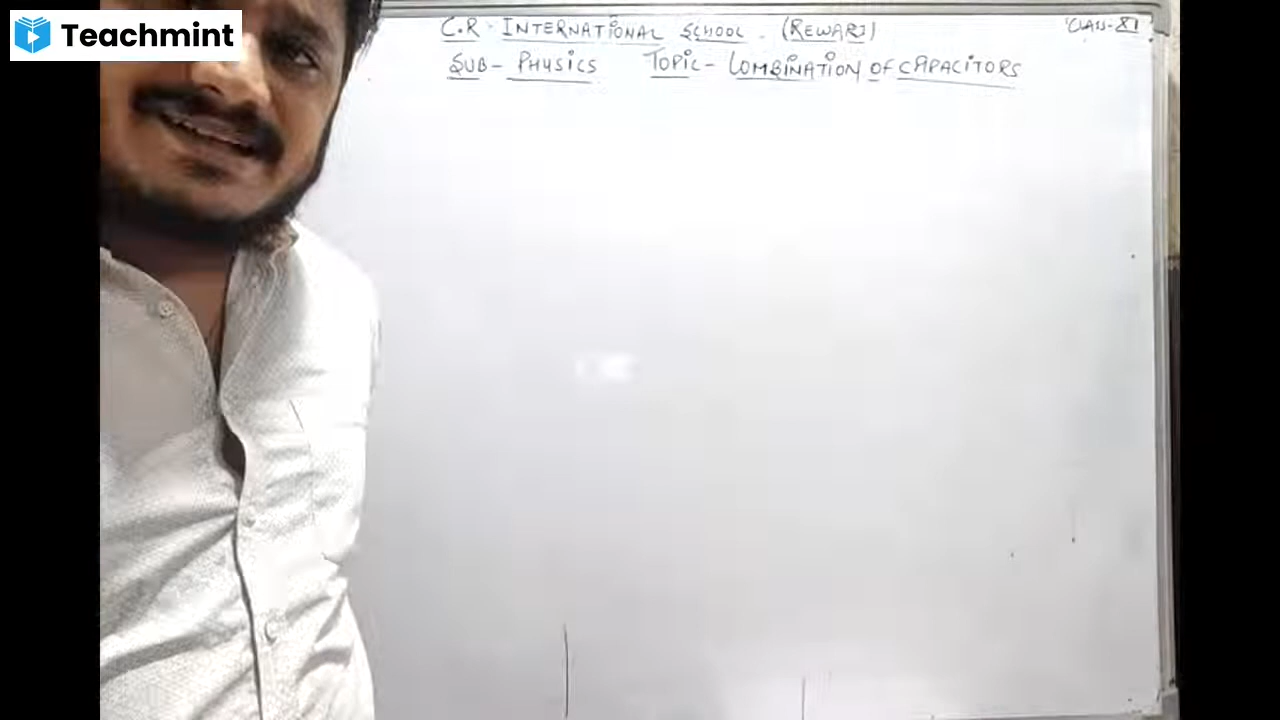 Teachmint
C.R. INTERNATIONAL SCHOOL. (REWARI)
CLASS-XI
SUB- PHYSICS TOPIC- COMBINATION OF CAPACITORS